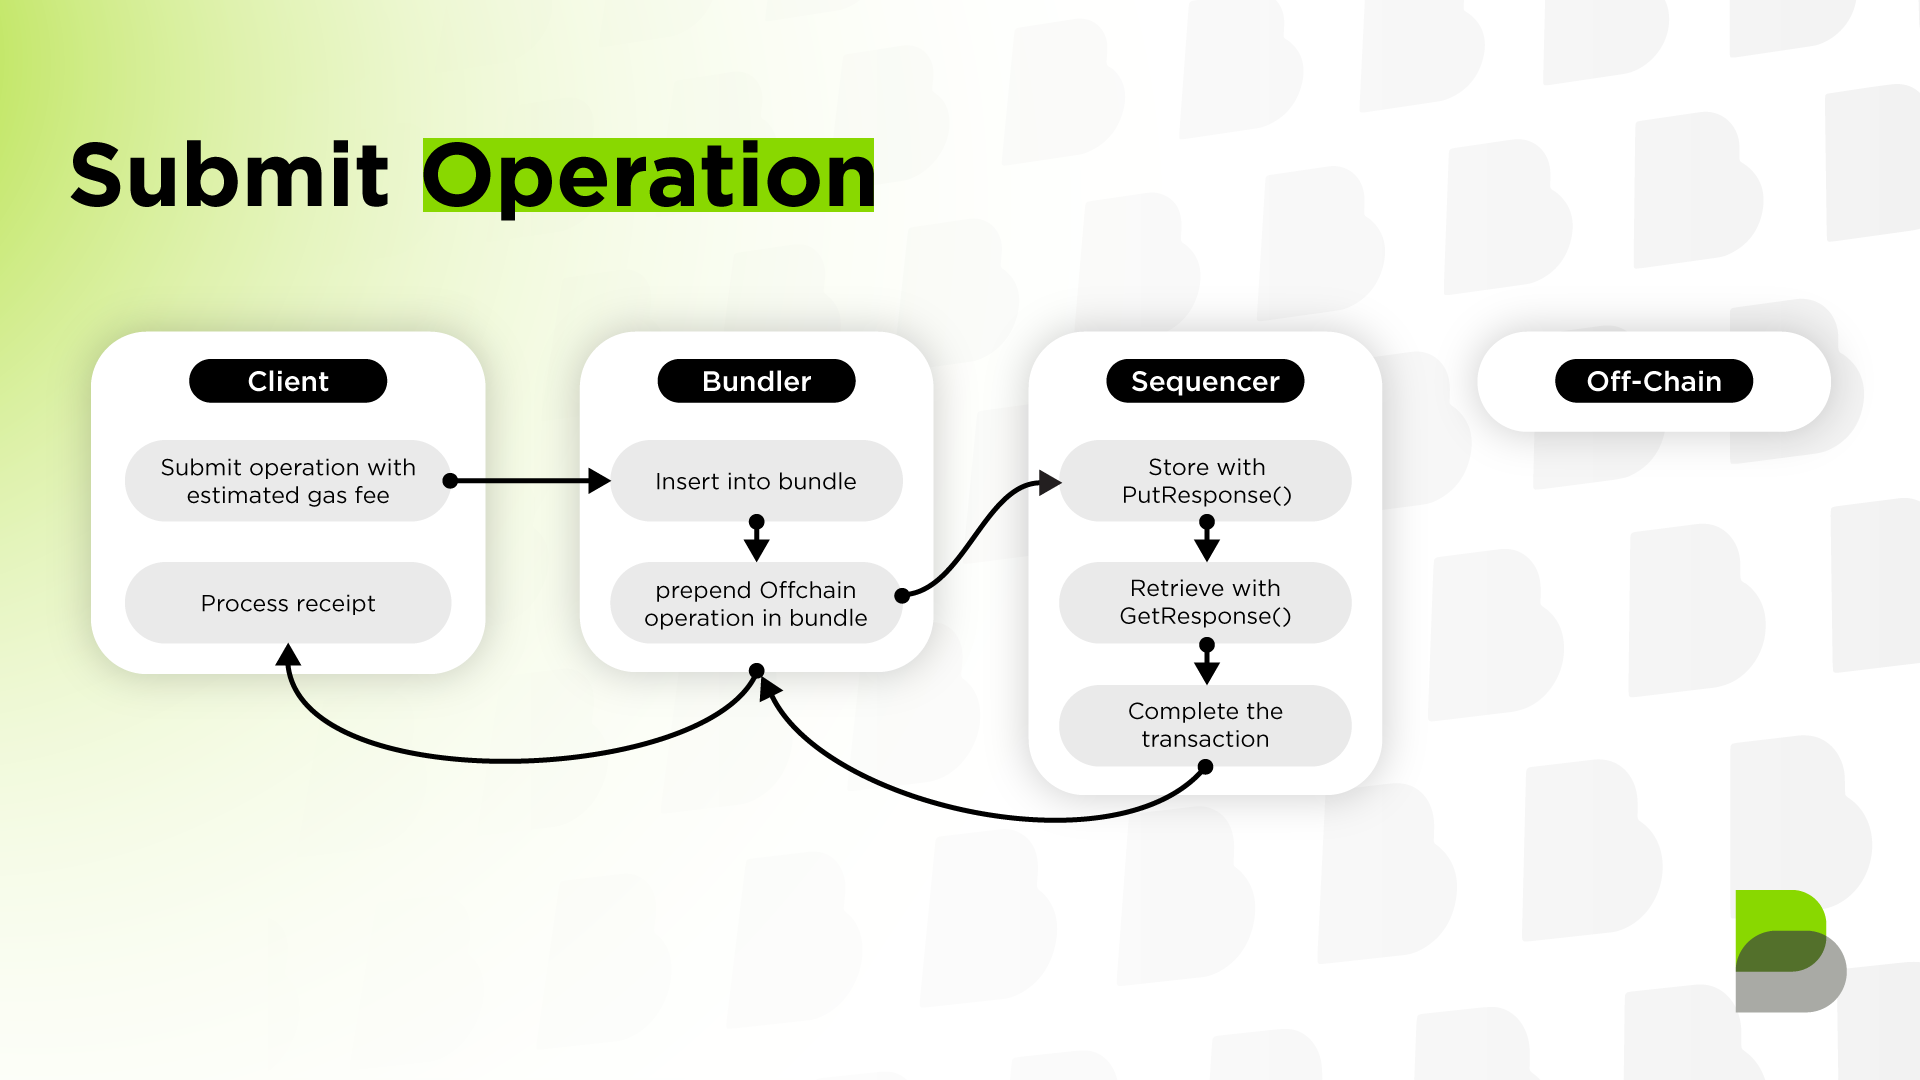 Submit Operation
Client
Submit operation with
estimated gas fee
Process receipt
Bundler
Insert into bundle
prepend Offchain
operation in bundle
Sequencer
Store with
PutResponse()
Retrieve with
GetResponse()
Complete the
transaction
Off-Chain